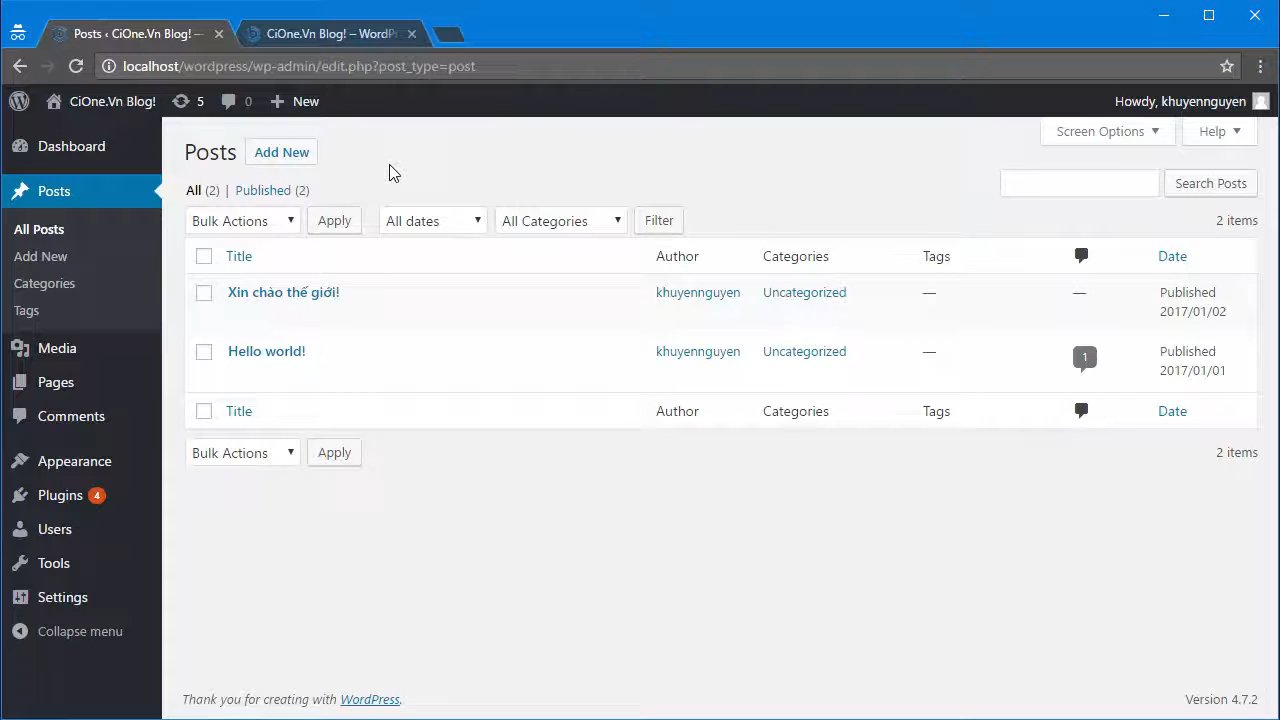 Posts ‹ CiOne.Vn Blog! — CiOne.Vn Blog! – WordPr
localhost/wordpress/wp-admin/edit.php?post_type=post
CiOne.Vn Blog! 5 0 New Howdy, khuyennguyen
Dashboard
Posts
All Posts
Add New
Categories
Tags
Media
Pages
Comments
Appearance
Plugins 4
Users
Tools
Settings
Collapse menu
Screen Options Help
Posts Add New
All (2) | Published (2)
Search Posts
Bulk Actions Apply All dates All Categories Filter 2 items
Title Author Categories Tags Date
Xin chào thế giới! khuyennguyen Uncategorized — — Published
2017/01/02
Hello world! khuyennguyen Uncategorized — 1 Published
2017/01/01
Title Author Categories Tags Date
Bulk Actions Apply 2 items
Thank you for creating with WordPress. Version 4.7.2